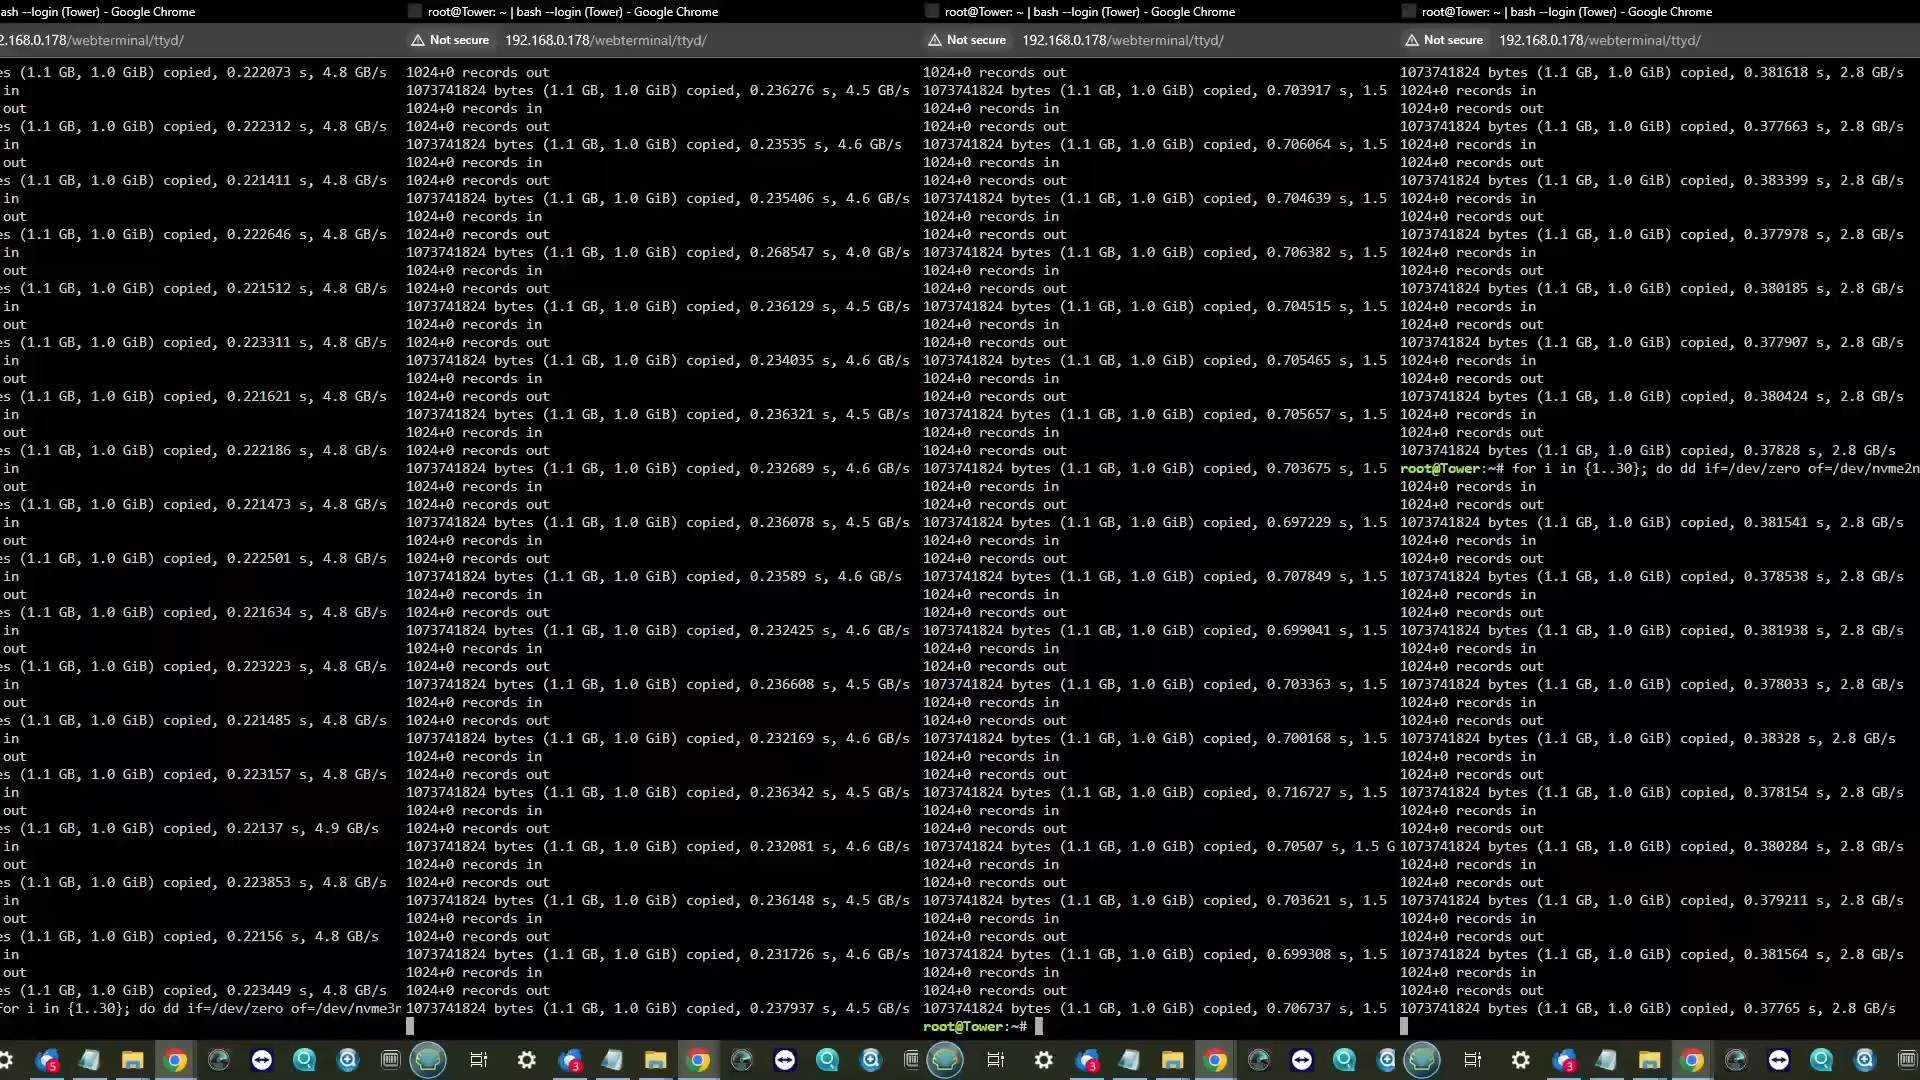 ash --login (Tower) - Google Chrome
2.168.0.178/webterminal/ttyd/
es (1.1 GB, 1.0 GiB) copied, 0.222073 s, 4.8 GB/s
in
out
es (1.1 GB, 1.0 GiB) copied, 0.222312 s, 4.8 GB/s
in
out
es (1.1 GB, 1.0 GiB) copied, 0.221411 s, 4.8 GB/s
in
out
es (1.1 GB, 1.0 GiB) copied, 0.222646 s, 4.8 GB/s
in
out
es (1.1 GB, 1.0 GiB) copied, 0.221512 s, 4.8 GB/s
in
out
es (1.1 GB, 1.0 GiB) copied, 0.223311 s, 4.8 GB/s
in
out
es (1.1 GB, 1.0 GiB) copied, 0.221621 s, 4.8 GB/s
in
out
es (1.1 GB, 1.0 GiB) copied, 0.222186 s, 4.8 GB/s
in
out
es (1.1 GB, 1.0 GiB) copied, 0.221473 s, 4.8 GB/s
in
out
es (1.1 GB, 1.0 GiB) copied, 0.222501 s, 4.8 GB/s
in
out
es (1.1 GB, 1.0 GiB) copied, 0.221634 s, 4.8 GB/s
in
out
es (1.1 GB, 1.0 GiB) copied, 0.223223 s, 4.8 GB/s
in
out
es (1.1 GB, 1.0 GiB) copied, 0.221485 s, 4.8 GB/s
in
out
es (1.1 GB, 1.0 GiB) copied, 0.223157 s, 4.8 GB/s
in
out
es (1.1 GB, 1.0 GiB) copied, 0.22137 s, 4.9 GB/s
in
out
es (1.1 GB, 1.0 GiB) copied, 0.223853 s, 4.8 GB/s
in
out
es (1.1 GB, 1.0 GiB) copied, 0.22156 s, 4.8 GB/s
in
out
es (1.1 GB, 1.0 GiB) copied, 0.223449 s, 4.8 GB/s
for i in {1..30}; do dd if=/dev/zero of=/dev/nvme3n
root@Tower: ~ | bash --login (Tower) - Google Chrome
Not secure 192.168.0.178/webterminal/ttyd/
1024+0 records out
1073741824 bytes (1.1 GB, 1.0 GiB) copied, 0.236276 s, 4.5 GB/s
1024+0 records in
1024+0 records out
1073741824 bytes (1.1 GB, 1.0 GiB) copied, 0.23535 s, 4.6 GB/s
1024+0 records in
1024+0 records out
1073741824 bytes (1.1 GB, 1.0 GiB) copied, 0.235406 s, 4.6 GB/s
1024+0 records in
1024+0 records out
1073741824 bytes (1.1 GB, 1.0 GiB) copied, 0.268547 s, 4.0 GB/s
1024+0 records in
1024+0 records out
1073741824 bytes (1.1 GB, 1.0 GiB) copied, 0.236129 s, 4.5 GB/s
1024+0 records in
1024+0 records out
1073741824 bytes (1.1 GB, 1.0 GiB) copied, 0.234035 s, 4.6 GB/s
1024+0 records in
1024+0 records out
1073741824 bytes (1.1 GB, 1.0 GiB) copied, 0.236321 s, 4.5 GB/s
1024+0 records in
1024+0 records out
1073741824 bytes (1.1 GB, 1.0 GiB) copied, 0.232689 s, 4.6 GB/s
1024+0 records in
1024+0 records out
1073741824 bytes (1.1 GB, 1.0 GiB) copied, 0.236078 s, 4.5 GB/s
1024+0 records in
1024+0 records out
1073741824 bytes (1.1 GB, 1.0 GiB) copied, 0.23589 s, 4.6 GB/s
1024+0 records in
1024+0 records out
1073741824 bytes (1.1 GB, 1.0 GiB) copied, 0.232425 s, 4.6 GB/s
1024+0 records in
1024+0 records out
1073741824 bytes (1.1 GB, 1.0 GiB) copied, 0.236608 s, 4.5 GB/s
1024+0 records in
1024+0 records out
1073741824 bytes (1.1 GB, 1.0 GiB) copied, 0.232169 s, 4.6 GB/s
1024+0 records in
1024+0 records out
1073741824 bytes (1.1 GB, 1.0 GiB) copied, 0.236342 s, 4.5 GB/s
1024+0 records in
1024+0 records out
1073741824 bytes (1.1 GB, 1.0 GiB) copied, 0.232081 s, 4.6 GB/s
1024+0 records in
1024+0 records out
1073741824 bytes (1.1 GB, 1.0 GiB) copied, 0.236148 s, 4.5 GB/s
1024+0 records in
1024+0 records out
1073741824 bytes (1.1 GB, 1.0 GiB) copied, 0.231726 s, 4.6 GB/s
1024+0 records in
1024+0 records out
1073741824 bytes (1.1 GB, 1.0 GiB) copied, 0.237937 s, 4.5 GB/s
root@Tower: ~ | bash --login (Tower) - Google Chrome
Not secure 192.168.0.178/webterminal/ttyd/
1024+0 records out
1073741824 bytes (1.1 GB, 1.0 GiB) copied, 0.703917 s, 1.5
1024+0 records in
1024+0 records out
1073741824 bytes (1.1 GB, 1.0 GiB) copied, 0.706064 s, 1.5
1024+0 records in
1024+0 records out
1073741824 bytes (1.1 GB, 1.0 GiB) copied, 0.704639 s, 1.5
1024+0 records in
1024+0 records out
1073741824 bytes (1.1 GB, 1.0 GiB) copied, 0.706382 s, 1.5
1024+0 records in
1024+0 records out
1073741824 bytes (1.1 GB, 1.0 GiB) copied, 0.704515 s, 1.5
1024+0 records in
1024+0 records out
1073741824 bytes (1.1 GB, 1.0 GiB) copied, 0.705465 s, 1.5
1024+0 records in
1024+0 records out
1073741824 bytes (1.1 GB, 1.0 GiB) copied, 0.705657 s, 1.5
1024+0 records in
1024+0 records out
1073741824 bytes (1.1 GB, 1.0 GiB) copied, 0.703675 s, 1.5
1024+0 records in
1024+0 records out
1073741824 bytes (1.1 GB, 1.0 GiB) copied, 0.697229 s, 1.5
1024+0 records in
1024+0 records out
1073741824 bytes (1.1 GB, 1.0 GiB) copied, 0.707849 s, 1.5
1024+0 records in
1024+0 records out
1073741824 bytes (1.1 GB, 1.0 GiB) copied, 0.699041 s, 1.5
1024+0 records in
1024+0 records out
1073741824 bytes (1.1 GB, 1.0 GiB) copied, 0.703363 s, 1.5
1024+0 records in
1024+0 records out
1073741824 bytes (1.1 GB, 1.0 GiB) copied, 0.700168 s, 1.5
1024+0 records in
1024+0 records out
1073741824 bytes (1.1 GB, 1.0 GiB) copied, 0.716727 s, 1.5
1024+0 records in
1024+0 records out
1073741824 bytes (1.1 GB, 1.0 GiB) copied, 0.70507 s, 1.5 G
1024+0 records in
1024+0 records out
1073741824 bytes (1.1 GB, 1.0 GiB) copied, 0.703621 s, 1.5
1024+0 records in
1024+0 records out
1073741824 bytes (1.1 GB, 1.0 GiB) copied, 0.699308 s, 1.5
1024+0 records in
1024+0 records out
1073741824 bytes (1.1 GB, 1.0 GiB) copied, 0.706737 s, 1.5
root@Tower:~#
root@Tower: ~ | bash --login (Tower) - Google Chrome
Not secure 192.168.0.178/webterminal/ttyd/
1073741824 bytes (1.1 GB, 1.0 GiB) copied, 0.381618 s, 2.8 GB/s
1024+0 records in
1024+0 records out
1073741824 bytes (1.1 GB, 1.0 GiB) copied, 0.377663 s, 2.8 GB/s
1024+0 records in
1024+0 records out
1073741824 bytes (1.1 GB, 1.0 GiB) copied, 0.383399 s, 2.8 GB/s
1024+0 records in
1024+0 records out
1073741824 bytes (1.1 GB, 1.0 GiB) copied, 0.377978 s, 2.8 GB/s
1024+0 records in
1024+0 records out
1073741824 bytes (1.1 GB, 1.0 GiB) copied, 0.380185 s, 2.8 GB/s
1024+0 records in
1024+0 records out
1073741824 bytes (1.1 GB, 1.0 GiB) copied, 0.377907 s, 2.8 GB/s
1024+0 records in
1024+0 records out
1073741824 bytes (1.1 GB, 1.0 GiB) copied, 0.380424 s, 2.8 GB/s
1024+0 records in
1024+0 records out
1073741824 bytes (1.1 GB, 1.0 GiB) copied, 0.37828 s, 2.8 GB/s
root@Tower:~# for i in {1..30}; do dd if=/dev/zero of=/dev/nvme2n
1024+0 records in
1024+0 records out
1073741824 bytes (1.1 GB, 1.0 GiB) copied, 0.381541 s, 2.8 GB/s
1024+0 records in
1024+0 records out
1073741824 bytes (1.1 GB, 1.0 GiB) copied, 0.378538 s, 2.8 GB/s
1024+0 records in
1024+0 records out
1073741824 bytes (1.1 GB, 1.0 GiB) copied, 0.381938 s, 2.8 GB/s
1024+0 records in
1024+0 records out
1073741824 bytes (1.1 GB, 1.0 GiB) copied, 0.378033 s, 2.8 GB/s
1024+0 records in
1024+0 records out
1073741824 bytes (1.1 GB, 1.0 GiB) copied, 0.38328 s, 2.8 GB/s
1024+0 records in
1024+0 records out
1073741824 bytes (1.1 GB, 1.0 GiB) copied, 0.378154 s, 2.8 GB/s
1024+0 records in
1024+0 records out
1073741824 bytes (1.1 GB, 1.0 GiB) copied, 0.380284 s, 2.8 GB/s
1024+0 records in
1024+0 records out
1073741824 bytes (1.1 GB, 1.0 GiB) copied, 0.379211 s, 2.8 GB/s
1024+0 records in
1024+0 records out
1073741824 bytes (1.1 GB, 1.0 GiB) copied, 0.381564 s, 2.8 GB/s
1024+0 records in
1024+0 records out
1073741824 bytes (1.1 GB, 1.0 GiB) copied, 0.37765 s, 2.8 GB/s
5
3
3
3